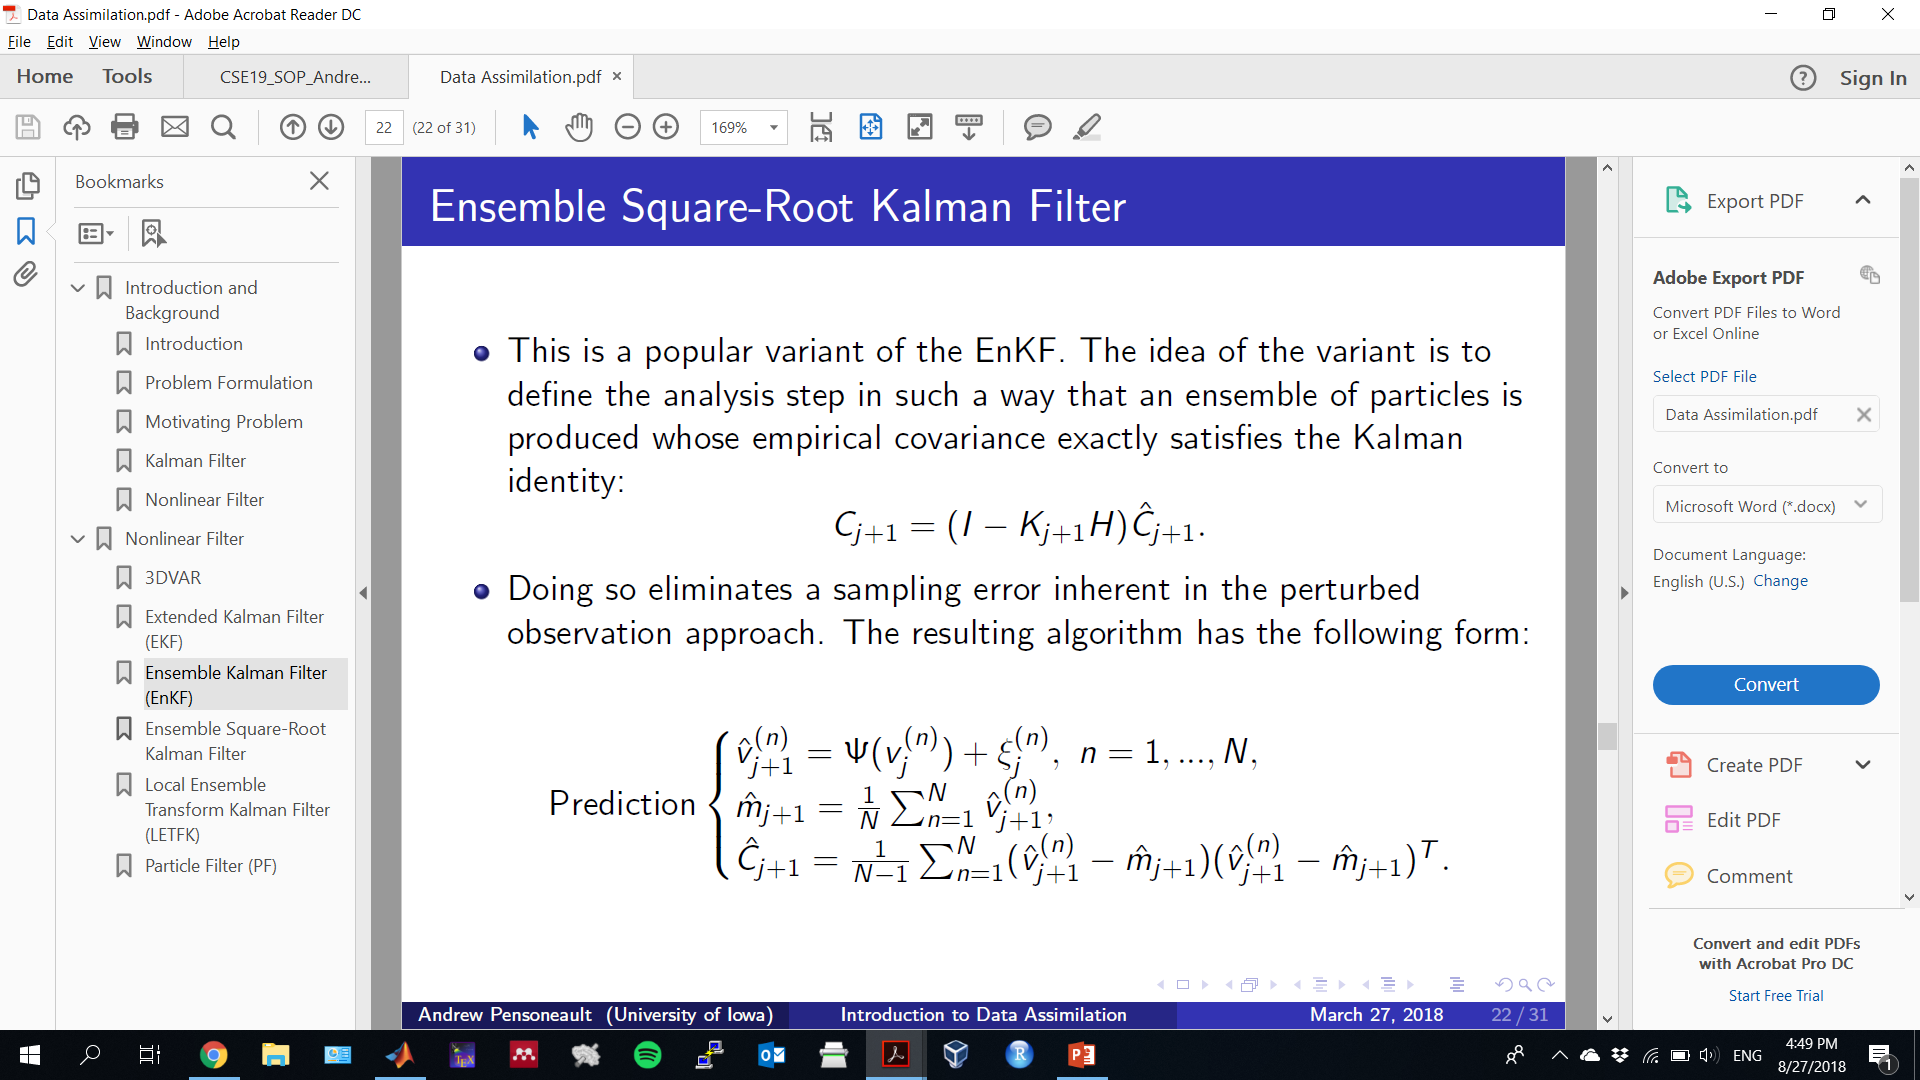 Data Assimilation.pdf - Adobe Acrobat Reader DC
File Edit View Window Help
Home Tools CSE19_SOP_Andre... Data Assimilation.pdf × Sign In
22 (22 of 31) 169%
Bookmarks
Introduction and
Background
Introduction
Problem Formulation
Motivating Problem
Kalman Filter
Nonlinear Filter
Nonlinear Filter
3DVAR
Extended Kalman Filter
(EKF)
Ensemble Kalman Filter
(EnKF)
Ensemble Square-Root
Kalman Filter
Local Ensemble
Transform Kalman Filter
(LETFK)
Particle Filter (PF)
Ensemble Square-Root Kalman Filter
This is a popular variant of the EnKF. The idea of the variant is to
define the analysis step in such a way that an ensemble of particles is
produced whose empirical covariance exactly satisfies the Kalman
identity:
C_{j+1} = (I − K_{j+1}H)Ĉ_{j+1}.
Doing so eliminates a sampling error inherent in the perturbed
observation approach. The resulting algorithm has the following form:
Prediction { v̂_{j+1}^{(n)} = Ψ(v_j^{(n)}) + ξ_j^{(n)}, n = 1, ..., N,
m̂_{j+1} = \frac{1}{N} ∑_{n=1}^{N} v̂_{j+1}^{(n)},
Ĉ_{j+1} = \frac{1}{N−1} ∑_{n=1}^{N} (v̂_{j+1}^{(n)} − m̂_{j+1})(v̂_{j+1}^{(n)} − m̂_{j+1})^T.
Andrew Pensoneault (University of Iowa) Introduction to Data Assimilation March 27, 2018 22 / 31
Export PDF
Adobe Export PDF
Convert PDF Files to Word
or Excel Online
Select PDF File
Data Assimilation.pdf
Convert to
Microsoft Word (*.docx)
Document Language:
English (U.S.) Change
Convert
Create PDF
Edit PDF
Comment
Convert and edit PDFs
with Acrobat Pro DC
Start Free Trial
ENG
4:49 PM
8/27/2018
1